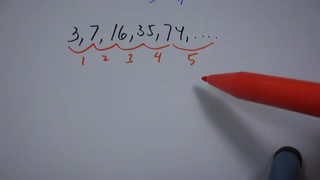 3, 7, 16, 35, 74, ....
1 2 3 4 5